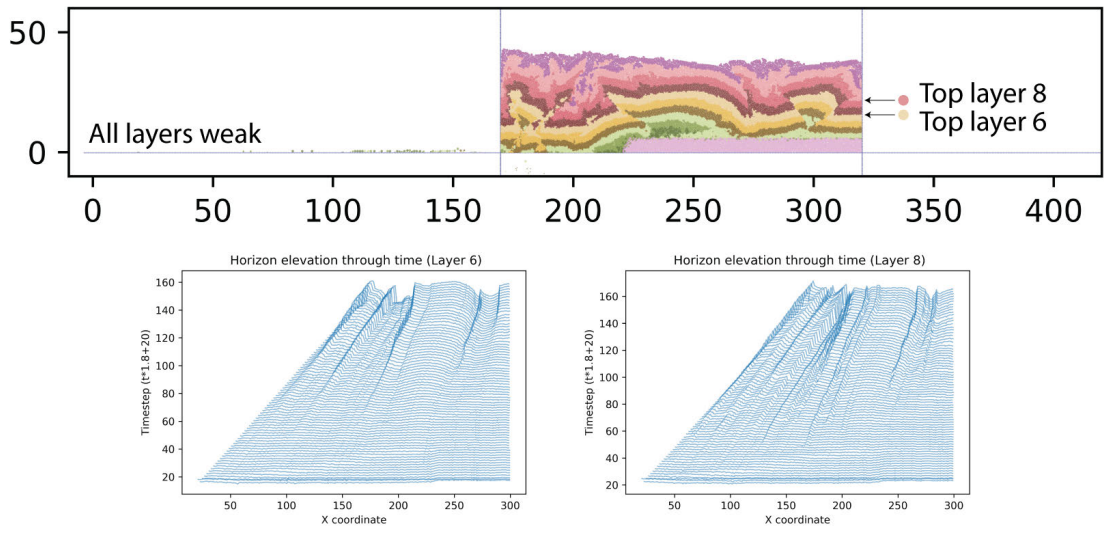 50
0
All layers weak
Top layer 8
Top layer 6
0 50 100 150 200 250 300 350 400
Horizon elevation through time (Layer 6)
Timestep (t*1.8+20)
160
140
120
100
80
60
40
20
50 100 150 200 250 300
X coordinate
Horizon elevation through time (Layer 8)
Timestep (t*1.8+20)
160
140
120
100
80
60
40
20
50 100 150 200 250 300
X coordinate